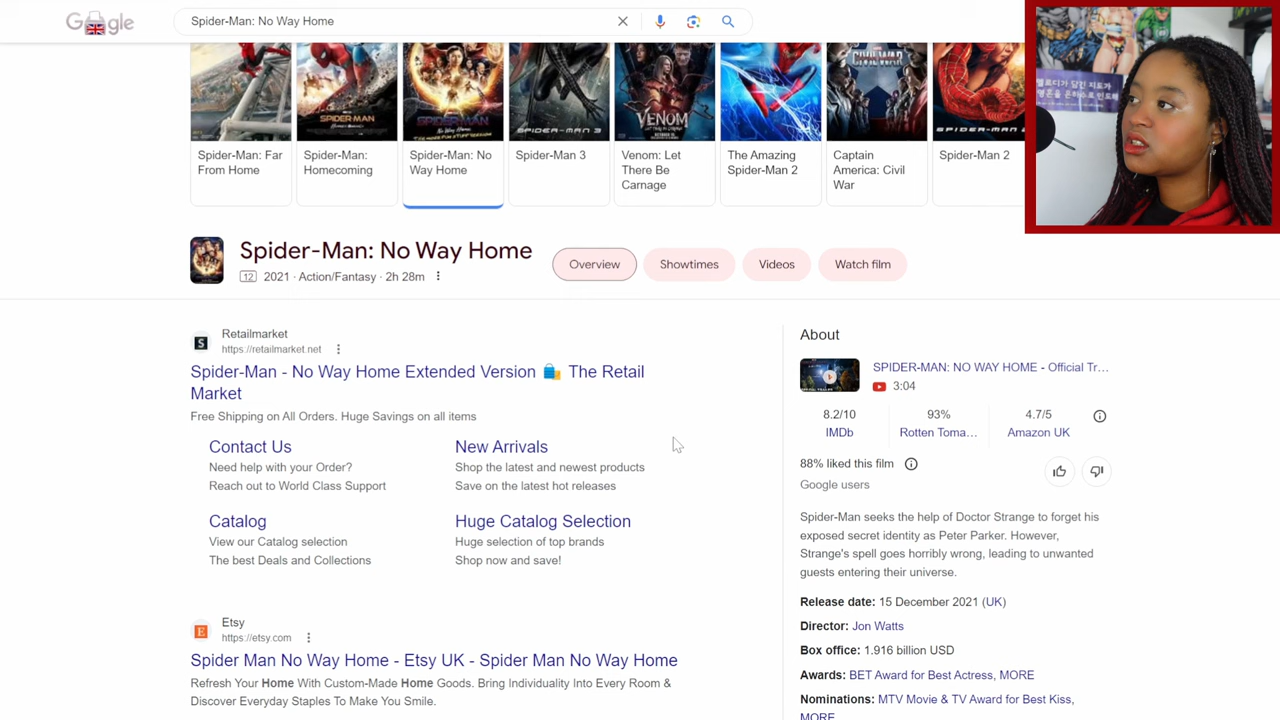 Google
Spider-Man: No Way Home
SPIDER-MAN
SPIDER-MAN
NO WAY HOME
SPIDER-MAN 3
VENOM
CIVIL WAR
Spider-Man: Far
From Home
Spider-Man:
Homecoming
Spider-Man: No
Way Home
Spider-Man 3
Venom: Let
There Be
Carnage
The Amazing
Spider-Man 2
Captain
America: Civil
War
Spider-Man 2
Spider-Man: No Way Home
12 2021 · Action/Fantasy · 2h 28m
Overview
Showtimes
Videos
Watch film
Retailmarket
https://retailmarket.net
Spider-Man - No Way Home Extended Version 🛍️ The Retail
Market
Free Shipping on All Orders. Huge Savings on all items
Contact Us
Need help with your Order?
Reach out to World Class Support
New Arrivals
Shop the latest and newest products
Save on the latest hot releases
Catalog
View our Catalog selection
The best Deals and Collections
Huge Catalog Selection
Huge selection of top brands
Shop now and save!
Etsy
https://etsy.com
Spider Man No Way Home - Etsy UK - Spider Man No Way Home
Refresh Your Home With Custom-Made Home Goods. Bring Individuality Into Every Room &
Discover Everyday Staples To Make You Smile.
About
SPIDER-MAN: NO WAY HOME - Official Tr...
3:04
8.2/10
IMDb
93%
Rotten Toma...
4.7/5
Amazon UK
88% liked this film
Google users
Spider-Man seeks the help of Doctor Strange to forget his
exposed secret identity as Peter Parker. However,
Strange's spell goes horribly wrong, leading to unwanted
guests entering their universe.
Release date: 15 December 2021 (UK)
Director: Jon Watts
Box office: 1.916 billion USD
Awards: BET Award for Best Actress, MORE
Nominations: MTV Movie & TV Award for Best Kiss,
MORE